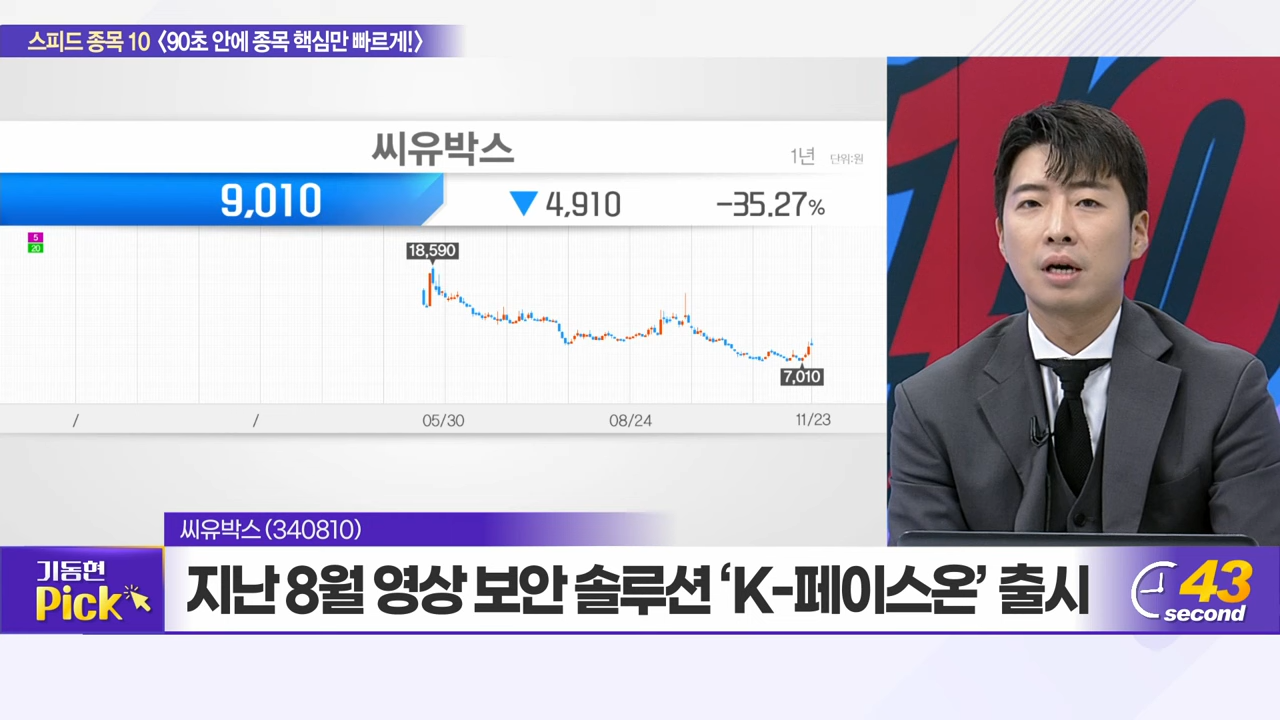 스피드 종목 10 <90초 안에 종목 핵심만 빠르게!>
씨유박스
1년 단위:원
9,010 ▼ 4,910 -35.27%
5
20
18,590
7,010
/ / 05/30 08/24 11/23
씨유박스(340810)
기동현
Pick
지난 8월 영상 보안 솔루션 ‘K-페이스온’ 출시
43
second